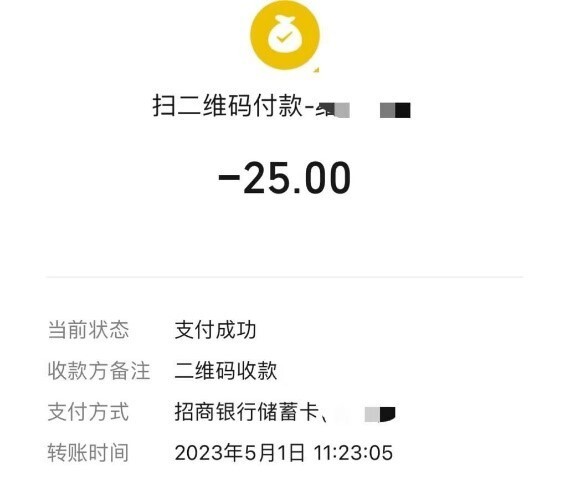 扫二维码付款-
-25.00
当前状态 支付成功
收款方备注 二维码收款
支付方式 招商银行储蓄卡、
转账时间 2023年5月1日 11:23:05